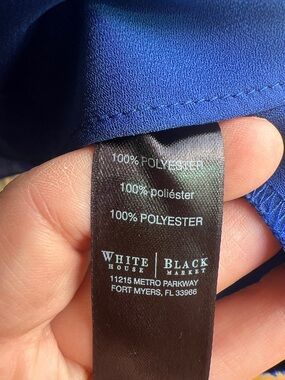 100% POLYESTER
100% poliéster
100% POLYESTER
WHITE | BLACK
HOUSE | MARKET
11215 METRO PARKWAY
FORT MYERS, FL 33966